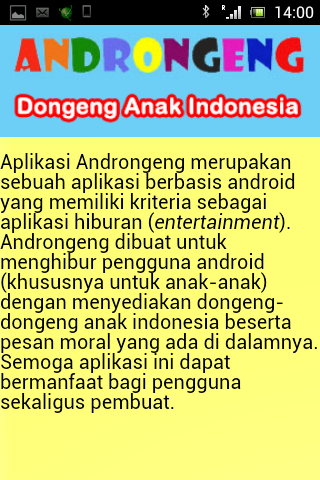 14:00
ANDRONGENG
Dongeng Anak Indonesia
Aplikasi Androngeng merupakan
sebuah aplikasi berbasis android
yang memiliki kriteria sebagai
aplikasi hiburan (entertainment).
Androngeng dibuat untuk
menghibur pengguna android
(khususnya untuk anak-anak)
dengan menyediakan dongeng-
dongeng anak indonesia beserta
pesan moral yang ada di dalamnya.
Semoga aplikasi ini dapat
bermanfaat bagi pengguna
sekaligus pembuat.